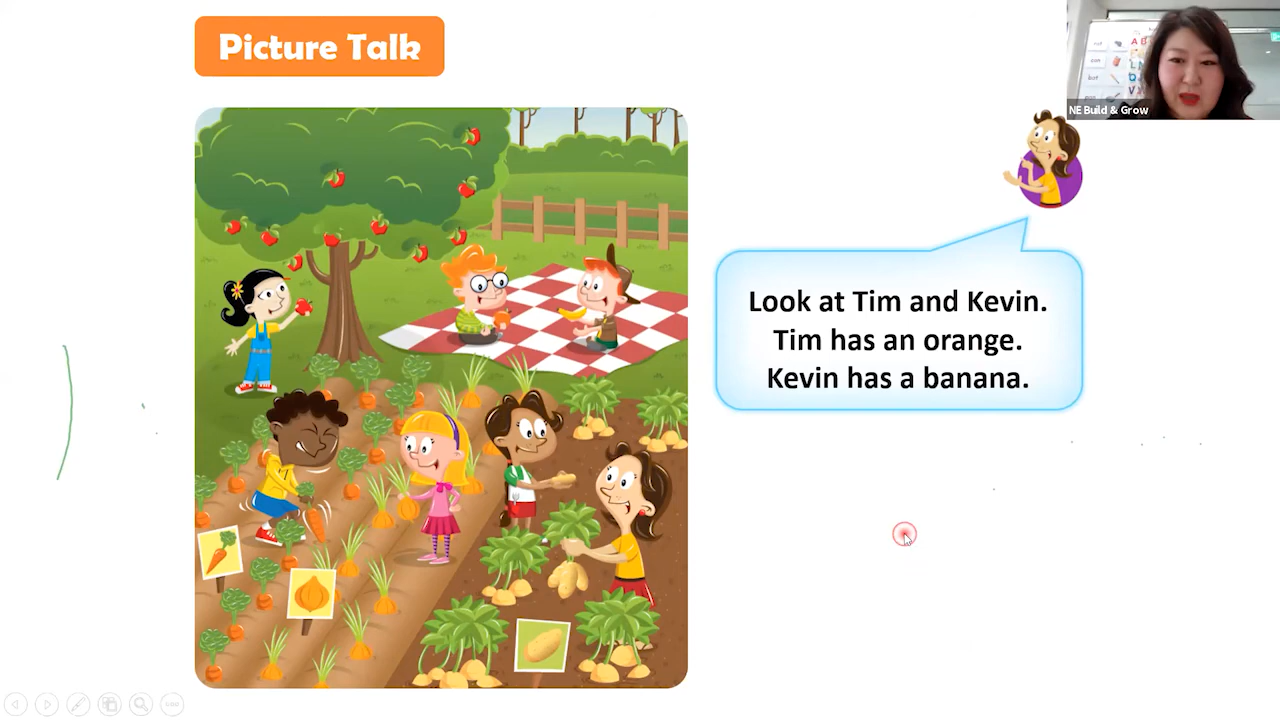 Picture Talk
NE Build & Grow
Look at Tim and Kevin.
Tim has an orange.
Kevin has a banana.